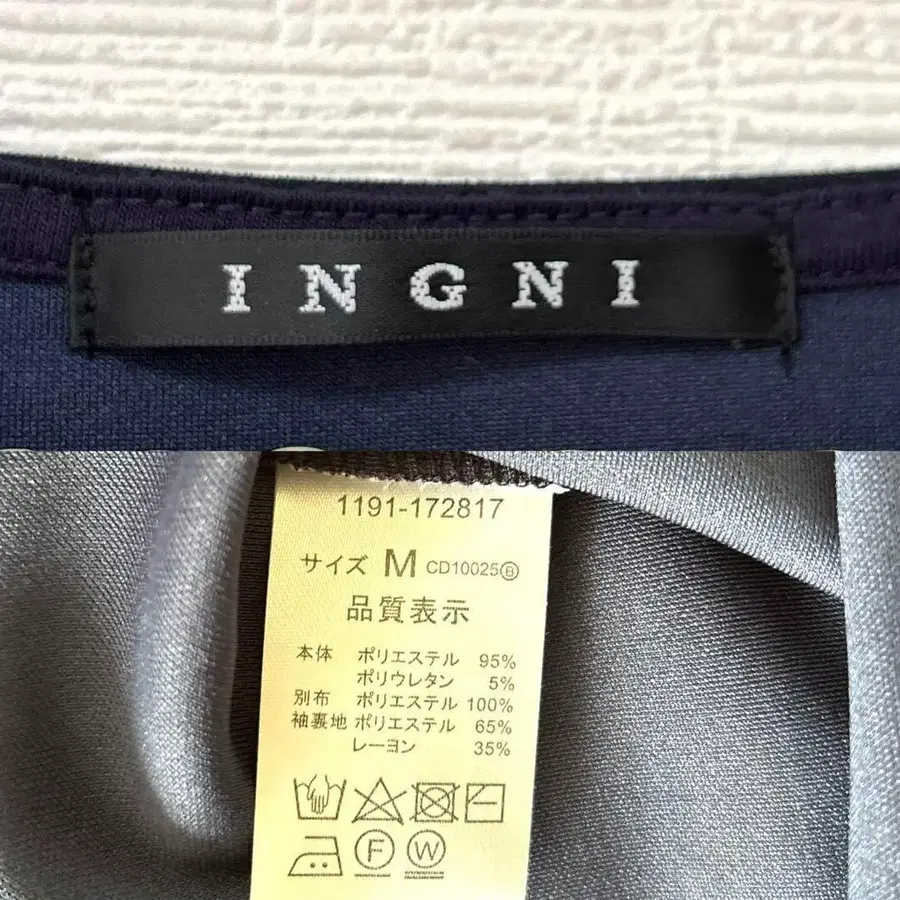 INGNI
1191-172817
サイズ M CD10025Ⓑ
品質表示
本体 ポリエステル 95%
ポリウレタン 5%
別布 ポリエステル 100%
袖裏地 ポリエステル 65%
レーヨン 35%
F W